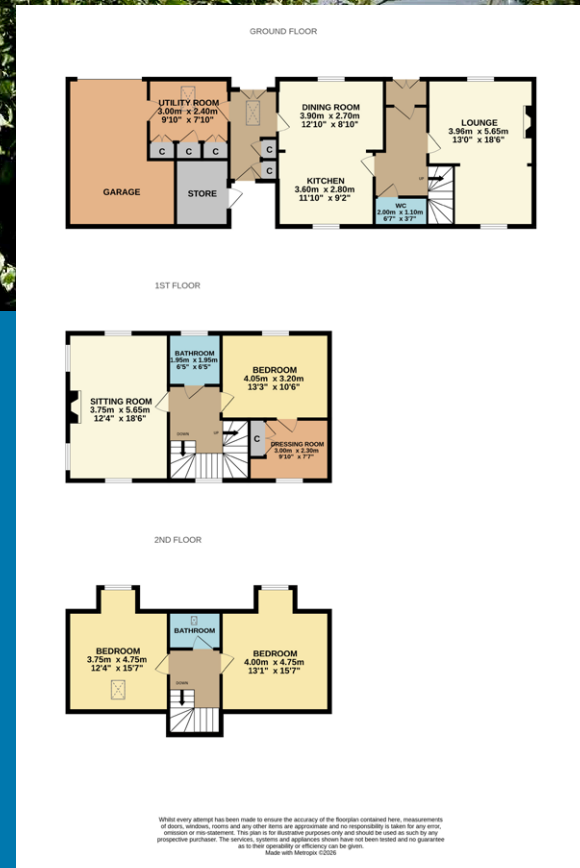 GROUND FLOOR
UTILITY ROOM
3.00m x 2.40m
9'10" x 7'10"
C
C
C
GARAGE
STORE
C
C
DINING ROOM
3.90m x 2.70m
12'10" x 8'10"
KITCHEN
3.60m x 2.80m
11'10" x 9'2"
UP
WC
2.00m x 1.10m
6'7" x 3'7"
LOUNGE
3.96m x 5.65m
13'0" x 18'6"
1ST FLOOR
SITTING ROOM
3.75m x 5.65m
12'4" x 18'6"
BATHROOM
1.95m x 1.95m
6'5" x 6'5"
BEDROOM
4.05m x 3.20m
13'3" x 10'6"
DOWN
UP
C
DRESSING ROOM
3.00m x 2.30m
9'10" x 7'7"
2ND FLOOR
BEDROOM
3.75m x 4.75m
12'4" x 15'7"
BATHROOM
DOWN
BEDROOM
4.00m x 4.75m
13'1" x 15'7"
Whilst every attempt has been made to ensure the accuracy of the floorplan contained here, measurements
of doors, windows, rooms and any other items are approximate and no responsibility is taken for any error,
omission or mis-statement. This plan is for illustrative purposes only and should be used as such by any
prospective purchaser. The services, systems and appliances shown have not been tested and no guarantee
as to their operability or efficiency can be given.
Made with Metropix ©2026